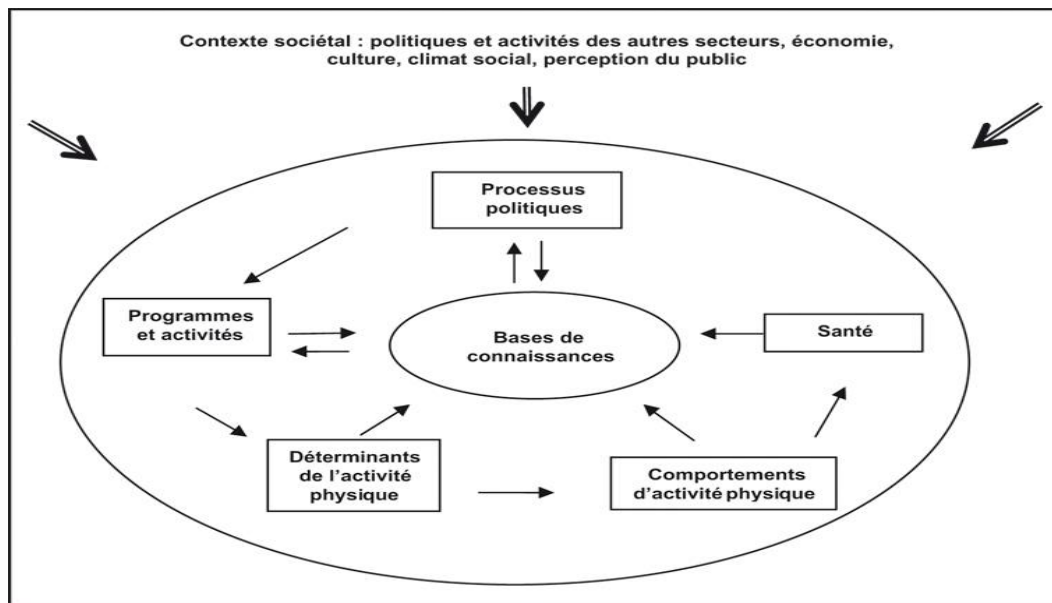 Contexte sociétal : politiques et activités des autres secteurs, économie,
culture, climat social, perception du public
Processus
politiques
Programmes
et activités
Bases de
connaissances
Santé
Déterminants
de l'activité
physique
Comportements
d'activité physique